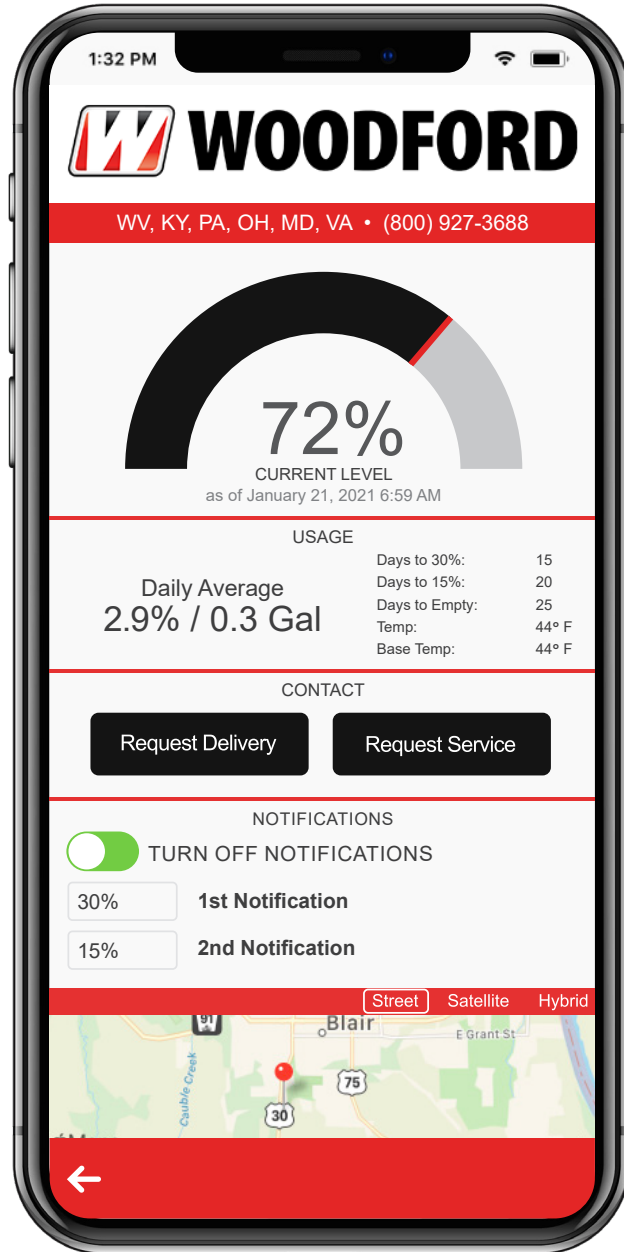 1:32 PM
W WOODFORD
WV, KY, PA, OH, MD, VA • (800) 927-3688
72%
CURRENT LEVEL
as of January 21, 2021 6:59 AM
USAGE
Daily Average
2.9% / 0.3 Gal
Days to 30%: 15
Days to 15%: 20
Days to Empty: 25
Temp: 44° F
Base Temp: 44° F
CONTACT
Request Delivery Request Service
NOTIFICATIONS
TURN OFF NOTIFICATIONS
30% 1st Notification
15% 2nd Notification
Street Satellite Hybrid
91
Blair
E Grant St
Cauble Creek
75
30